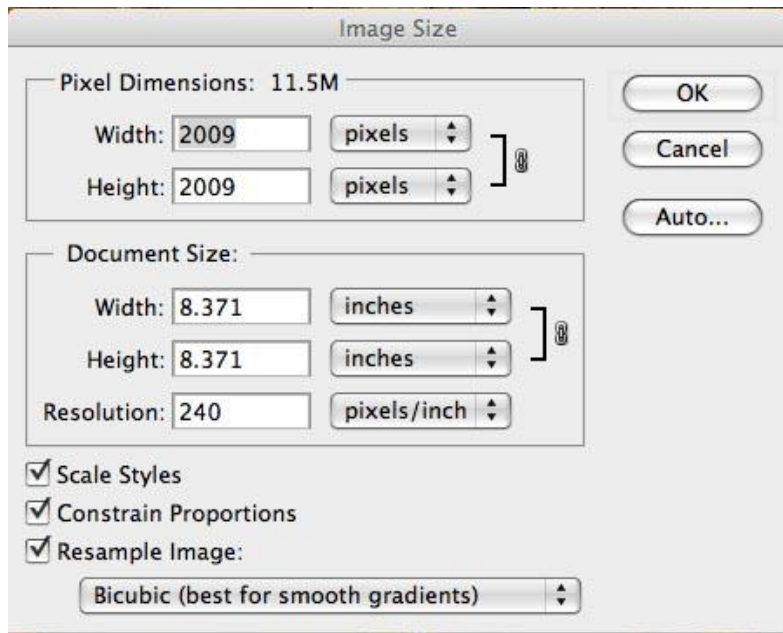 Image Size
Pixel Dimensions: 11.5M
Width: 2009 pixels
Height: 2009 pixels
OK
Cancel
Auto...
Document Size:
Width: 8.371 inches
Height: 8.371 inches
Resolution: 240 pixels/inch
Scale Styles
Constrain Proportions
Resample Image:
Bicubic (best for smooth gradients)